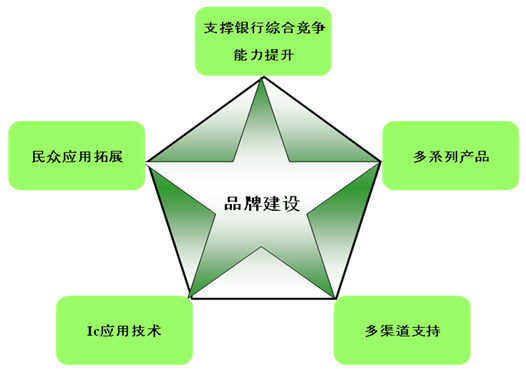 支撑银行综合竞争
能力提升
民众应用拓展
多系列产品
品牌建设
Ic应用技术
多渠道支持